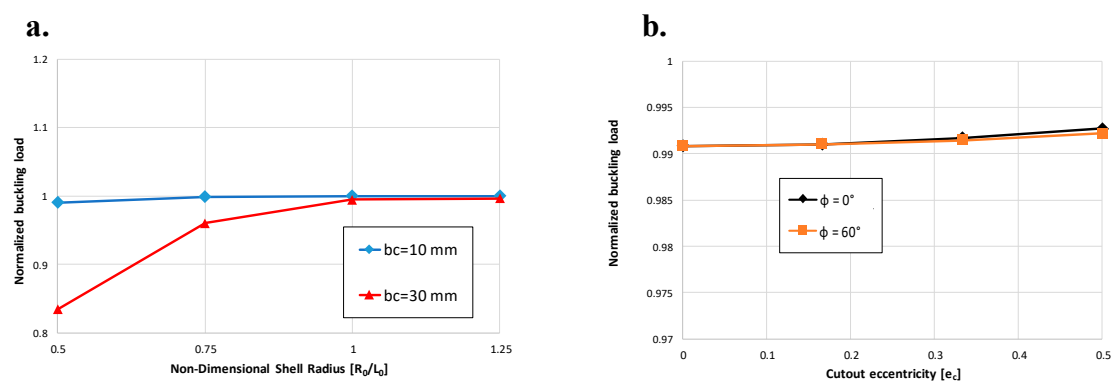 a.
1.2
1.1
1
0.9
0.8
Normalized buckling load
0.5 0.75 1 1.25
Non-Dimensional Shell Radius [R₀/L₀]
bc=10 mm
bc=30 mm
b.
1
0.995
0.99
0.985
0.98
0.975
0.97
Normalized buckling load
0 0.1 0.2 0.3 0.4 0.5
Cutout eccentricity [e꜀]
ϕ = 0°
ϕ = 60°